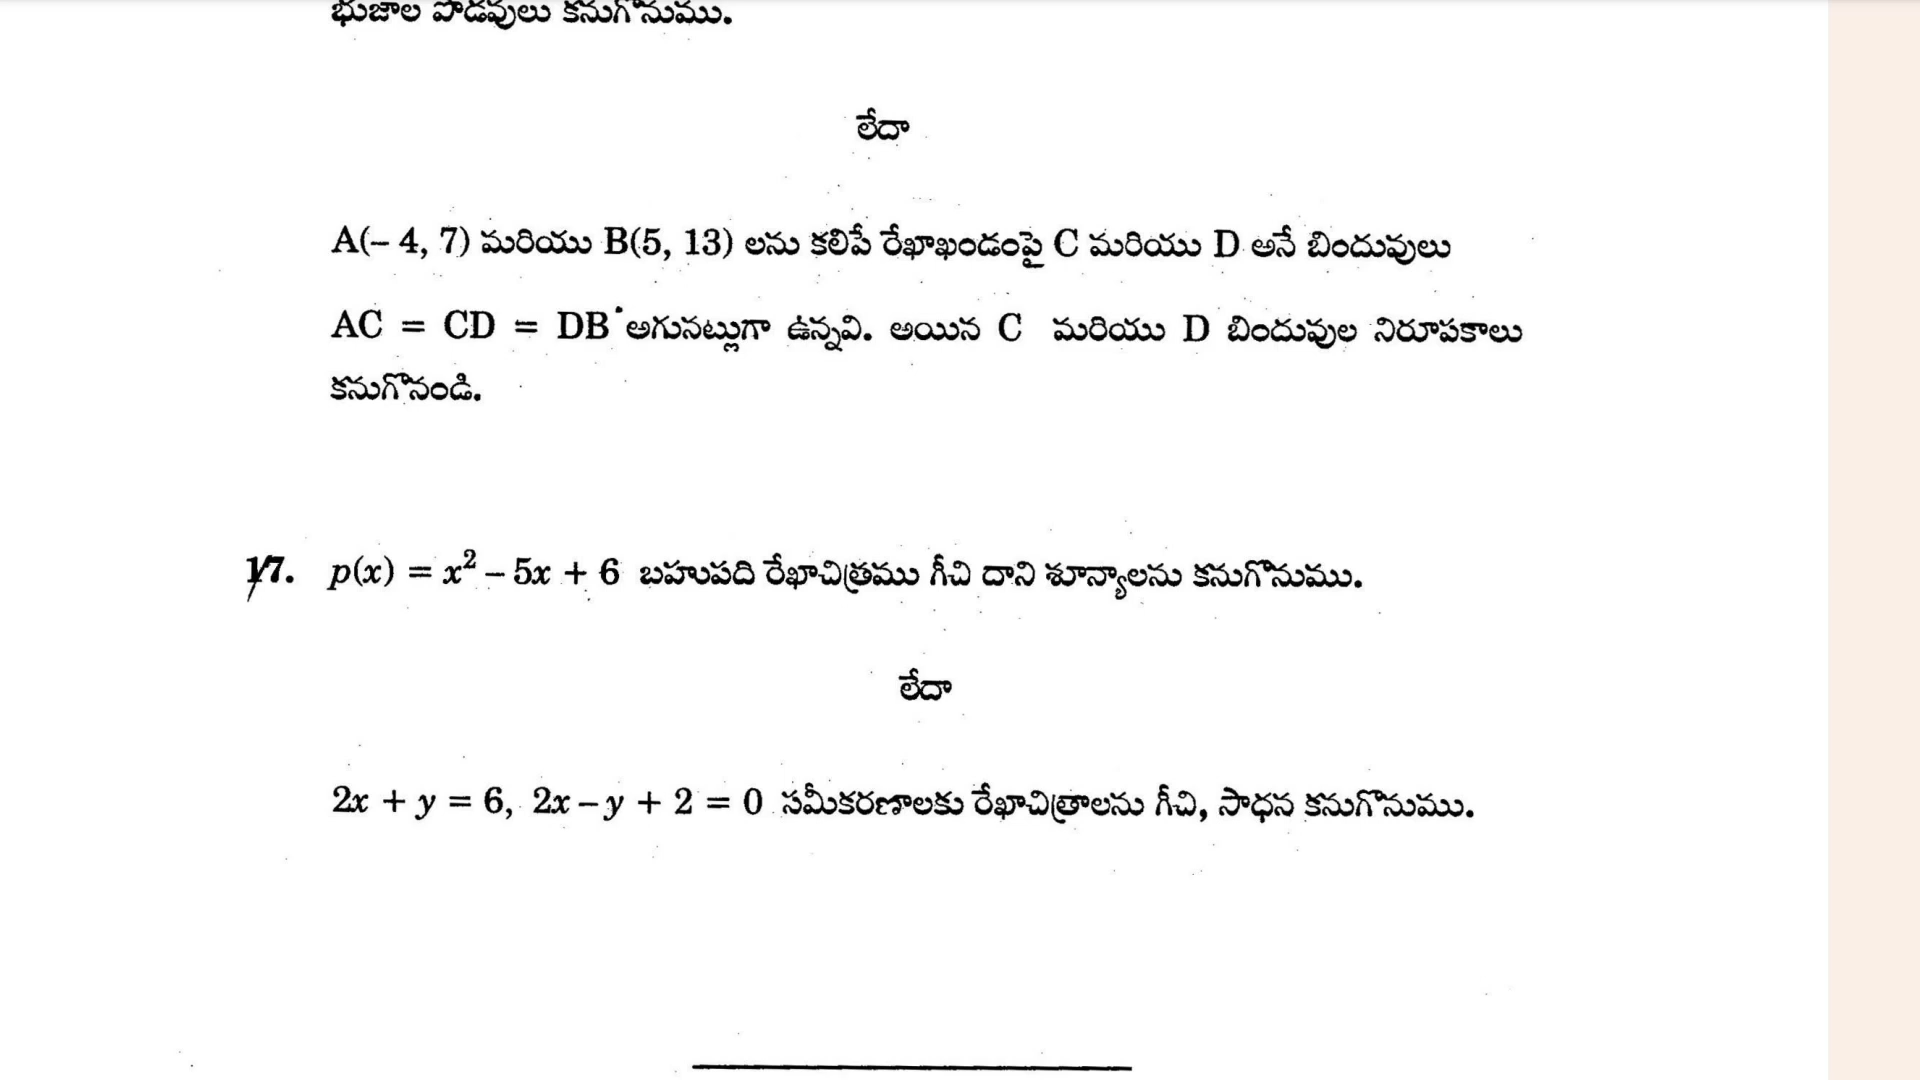 భుజాల పొడవులు కనుగొనుము.
లేదా
A(– 4, 7) మరియు B(5, 13) లను కలిపే రేఖాఖండంపై C మరియు D అనే బిందువులు
AC = CD = DB అగునట్లుగా ఉన్నవి. అయిన C మరియు D బిందువుల నిరూపకాలు
కనుగొనండి.
17. p(x) = x² – 5x + 6 బహుపది రేఖాచిత్రము గీచి దాని శూన్యాలను కనుగొనుము.
లేదా
2x + y = 6, 2x – y + 2 = 0 సమీకరణాలకు రేఖాచిత్రాలను గీచి, సాధన కనుగొనుము.